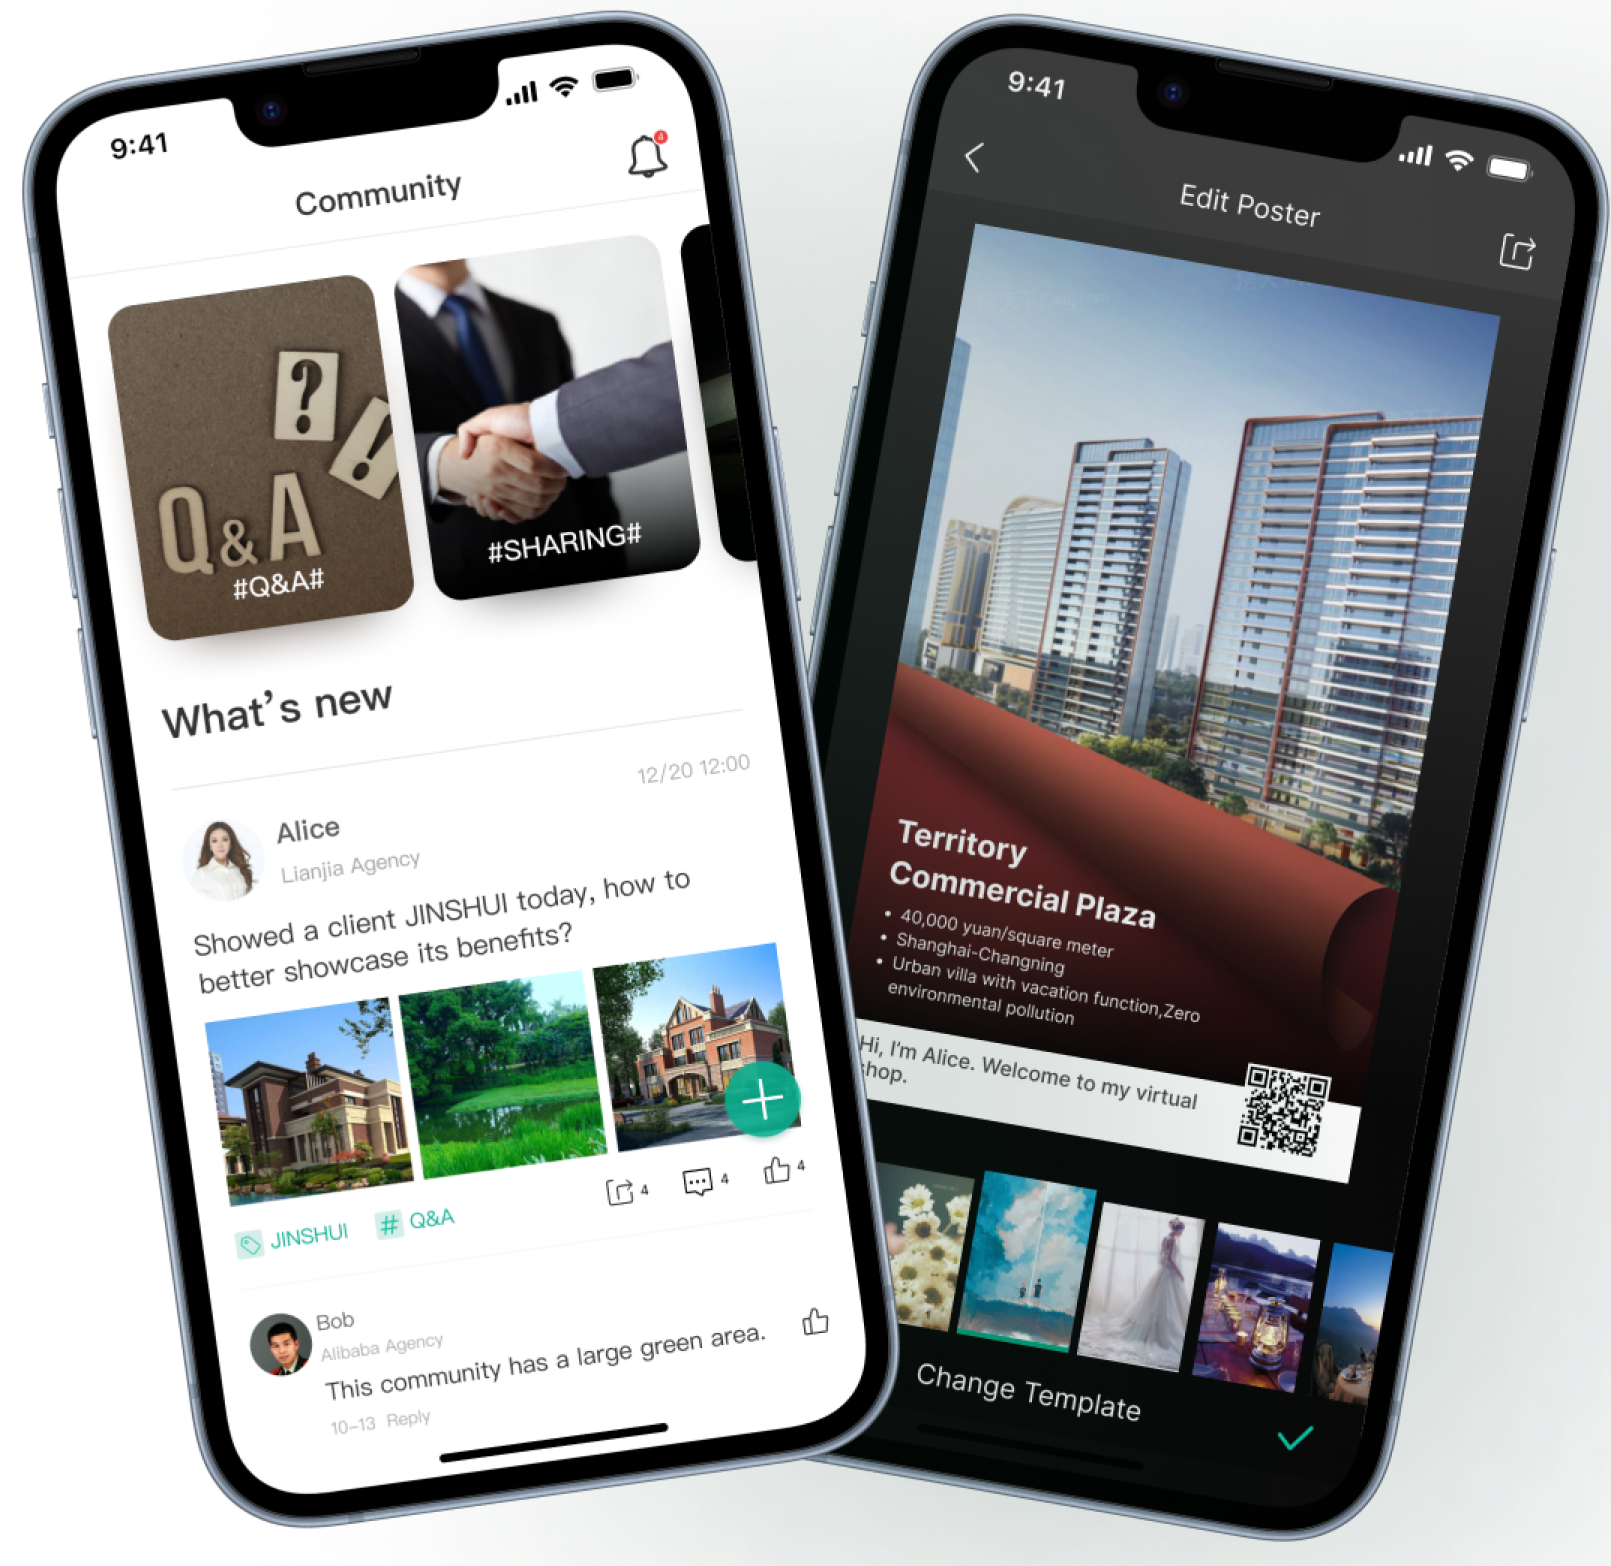 9:41
Community
4
Q&A
?
!
#Q&A#
#SHARING#
What's new
12/20 12:00
Alice
Lianjia Agency
Showed a client JINSHUI today, how to
better showcase its benefits?
4
4
4
JINSHUI
# Q&A
Bob
Alibaba Agency
This community has a large green area.
10-13 Reply
9:41
Edit Poster
Territory
Commercial Plaza
• 40,000 yuan/square meter
• Shanghai-Changning
• Urban villa with vacation function,Zero
environmental pollution
Hi, I'm Alice. Welcome to my virtual
hop.
Change Template